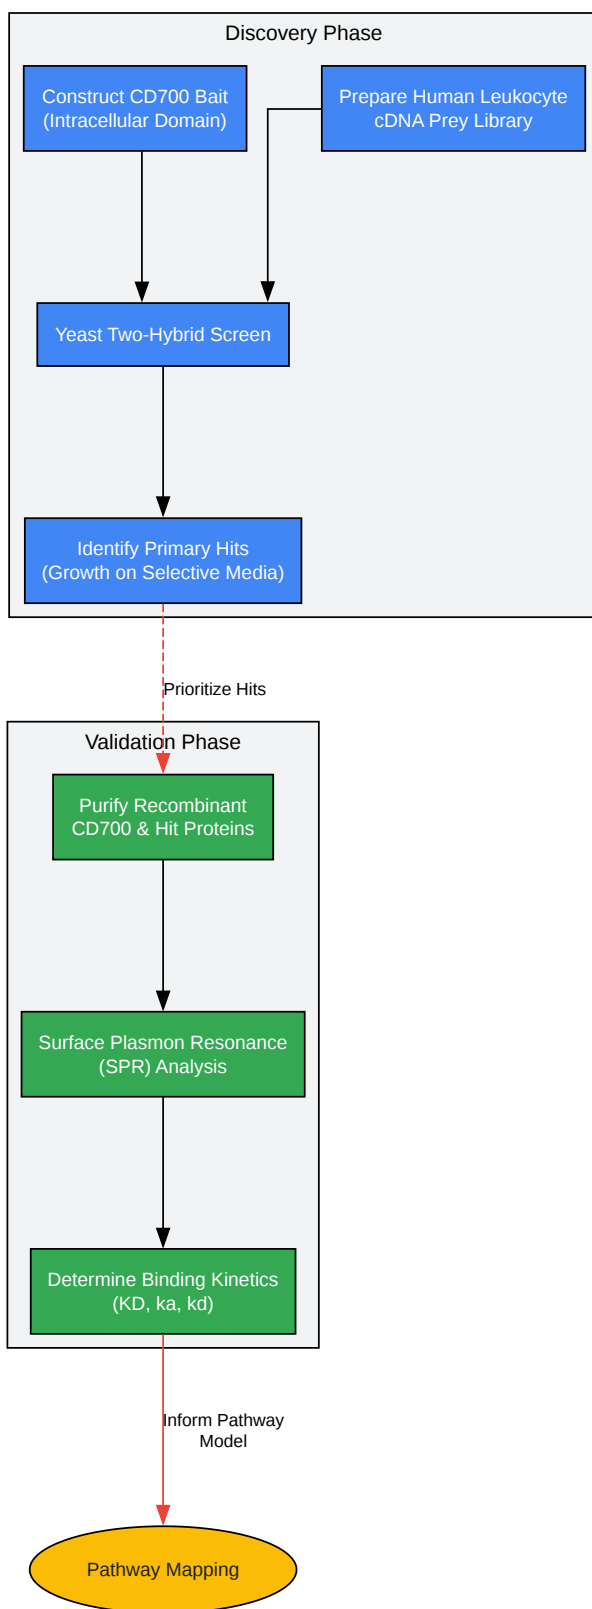 Discovery Phase
Construct CD700 Bait
(Intracellular Domain)
Prepare Human Leukocyte
cDNA Prey Library
Yeast Two-Hybrid Screen
Identify Primary Hits
(Growth on Selective Media)
Prioritize Hits
Validation Phase
Purify Recombinant
CD700 & Hit Proteins
Surface Plasmon Resonance
(SPR) Analysis
Determine Binding Kinetics
(KD, ka, kd)
Inform Pathway
Model
Pathway Mapping